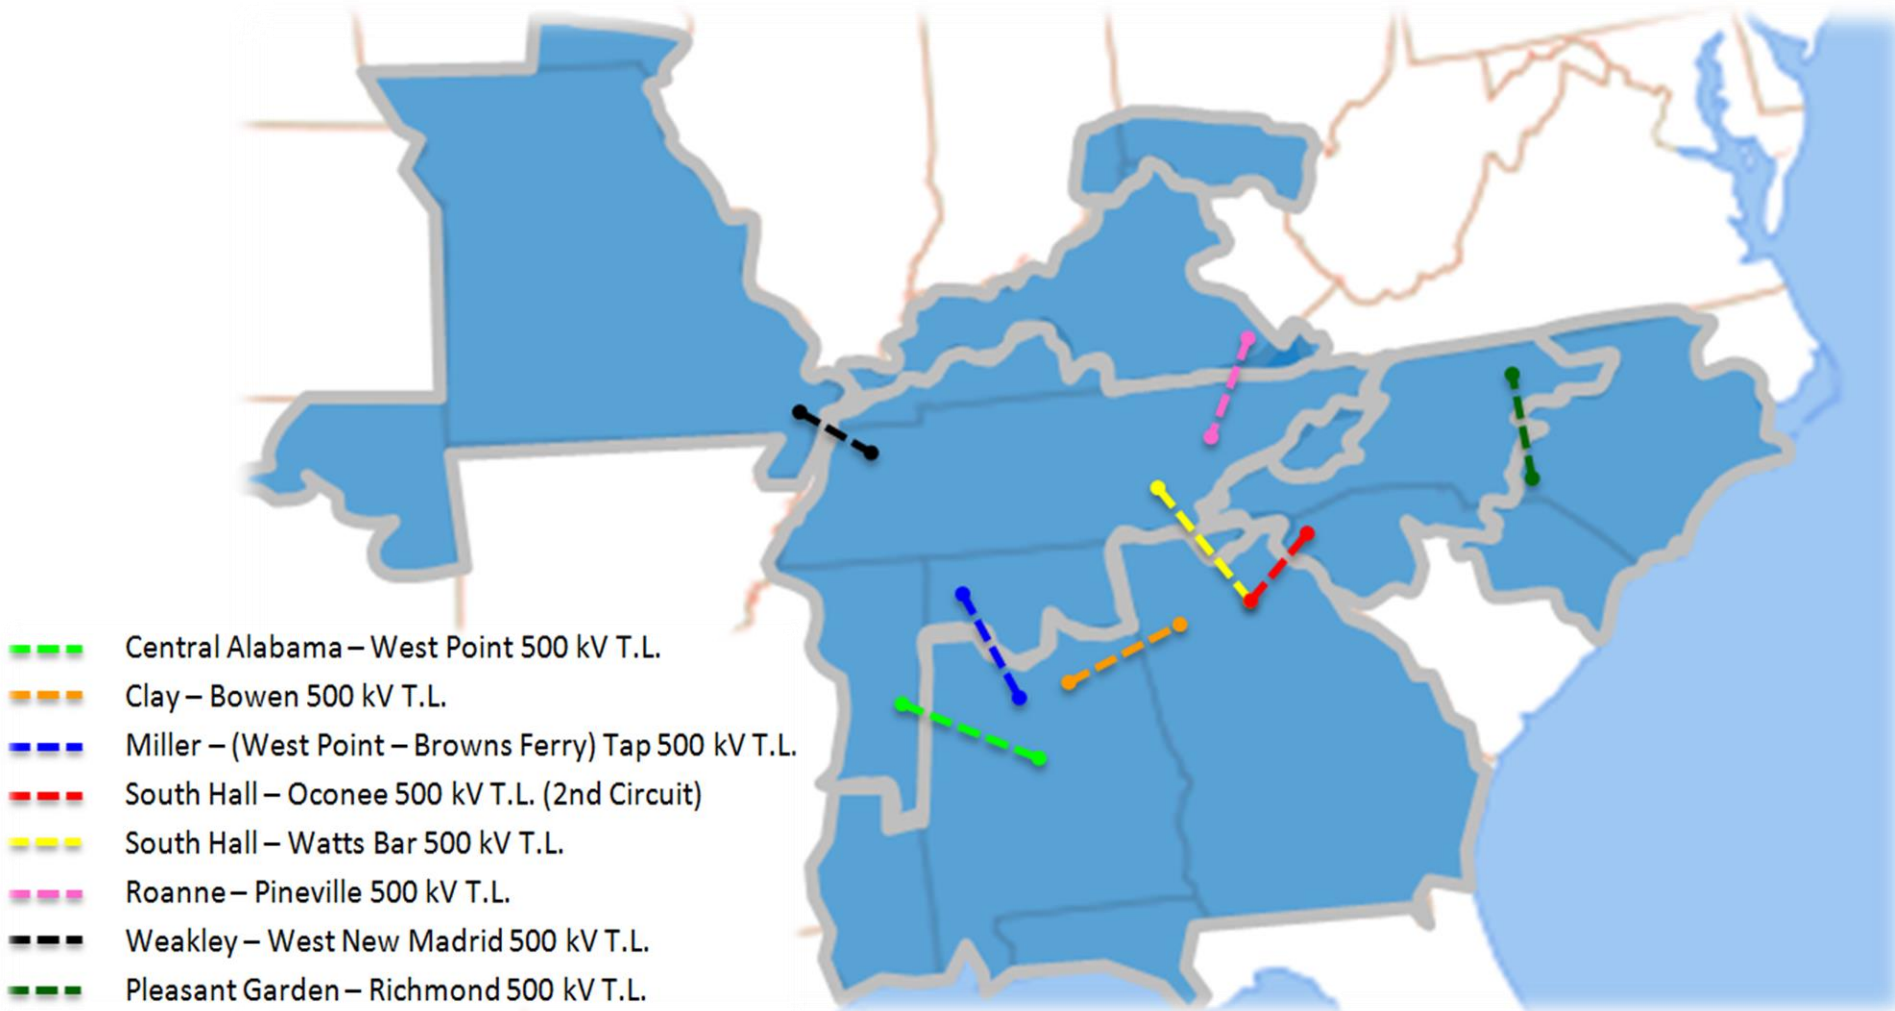 Central Alabama – West Point 500 kV T.L.
Clay – Bowen 500 kV T.L.
Miller – (West Point – Browns Ferry) Tap 500 kV T.L.
South Hall – Oconee 500 kV T.L. (2nd Circuit)
South Hall – Watts Bar 500 kV T.L.
Roanne – Pineville 500 kV T.L.
Weakley – West New Madrid 500 kV T.L.
Pleasant Garden – Richmond 500 kV T.L.